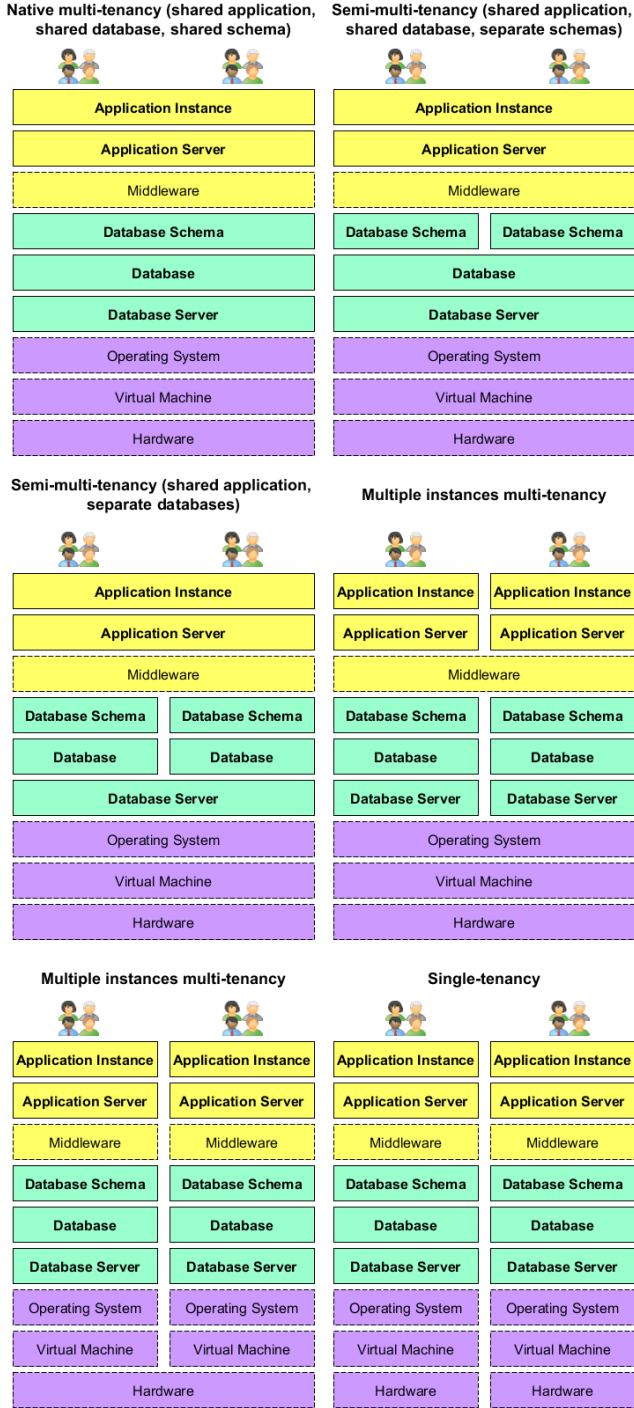 Native multi-tenancy (shared application,
shared database, shared schema)
Application Instance
Application Server
Middleware
Database Schema
Database
Database Server
Operating System
Virtual Machine
Hardware
Semi-multi-tenancy (shared application,
shared database, separate schemas)
Application Instance
Application Server
Middleware
Database Schema Database Schema
Database
Database Server
Operating System
Virtual Machine
Hardware
Semi-multi-tenancy (shared application,
separate databases)
Application Instance
Application Server
Middleware
Database Schema Database Schema
Database Database
Database Server
Operating System
Virtual Machine
Hardware
Multiple instances multi-tenancy
Application Instance Application Instance
Application Server Application Server
Middleware
Database Schema Database Schema
Database Database
Database Server Database Server
Operating System
Virtual Machine
Hardware
Multiple instances multi-tenancy
Application Instance Application Instance
Application Server Application Server
Middleware Middleware
Database Schema Database Schema
Database Database
Database Server Database Server
Operating System Operating System
Virtual Machine Virtual Machine
Hardware
Single-tenancy
Application Instance Application Instance
Application Server Application Server
Middleware Middleware
Database Schema Database Schema
Database Database
Database Server Database Server
Operating System Operating System
Virtual Machine Virtual Machine
Hardware Hardware